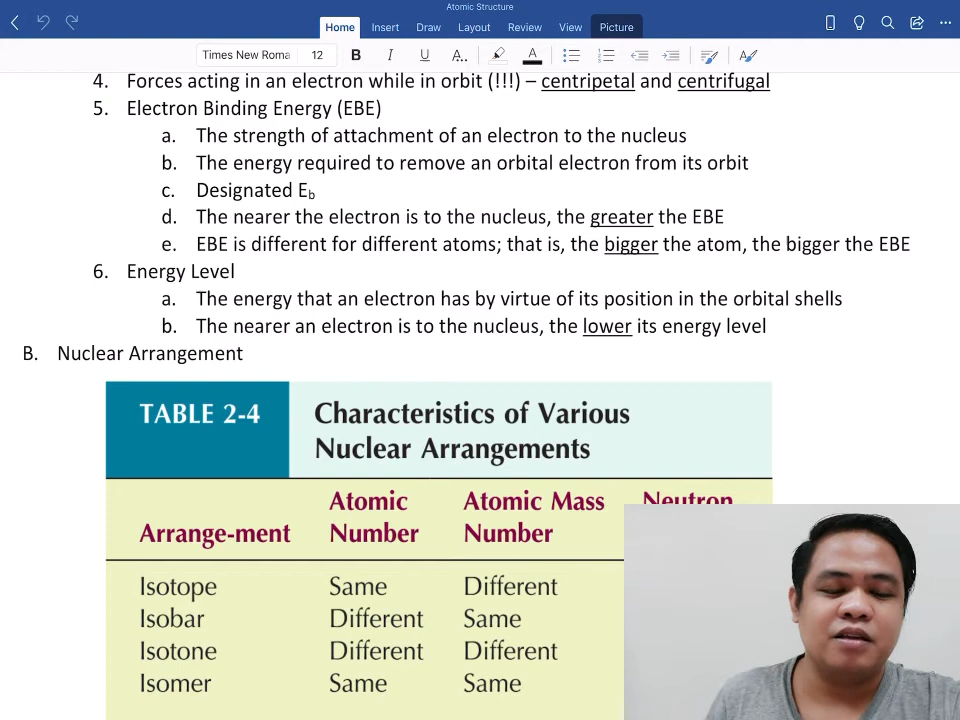 Atomic Structure
Home Insert Draw Layout Review View Picture
Times New Roma 12 B I U A..
4. Forces acting in an electron while in orbit (!!!) – centripetal and centrifugal
5. Electron Binding Energy (EBE)
a. The strength of attachment of an electron to the nucleus
b. The energy required to remove an orbital electron from its orbit
c. Designated Eb
d. The nearer the electron is to the nucleus, the greater the EBE
e. EBE is different for different atoms; that is, the bigger the atom, the bigger the EBE
6. Energy Level
a. The energy that an electron has by virtue of its position in the orbital shells
b. The nearer an electron is to the nucleus, the lower its energy level
B. Nuclear Arrangement
TABLE 2-4 Characteristics of Various
Nuclear Arrangements
Atomic Atomic Mass Neutron
Arrange-ment Number Number
Isotope Same Different
Isobar Different Same
Isotone Different Different
Isomer Same Same